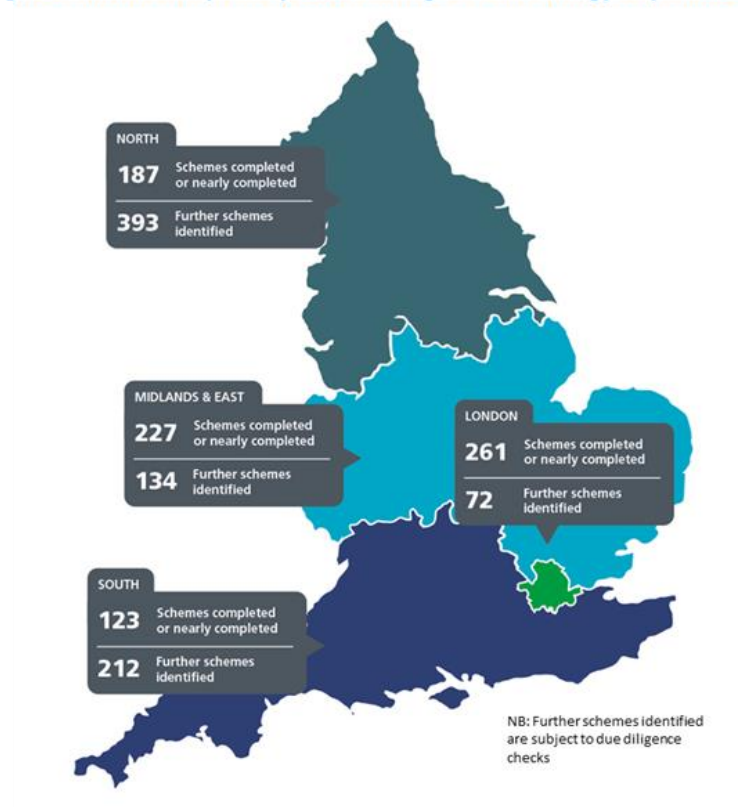 NORTH
187 Schemes completed
or nearly completed
393 Further schemes
identified
MIDLANDS & EAST
227 Schemes completed
or nearly completed
134 Further schemes
identified
LONDON
261 Schemes completed
or nearly completed
72 Further schemes
identified
SOUTH
123 Schemes completed
or nearly completed
212 Further schemes
identified
NB: Further schemes identified
are subject to due diligence
checks